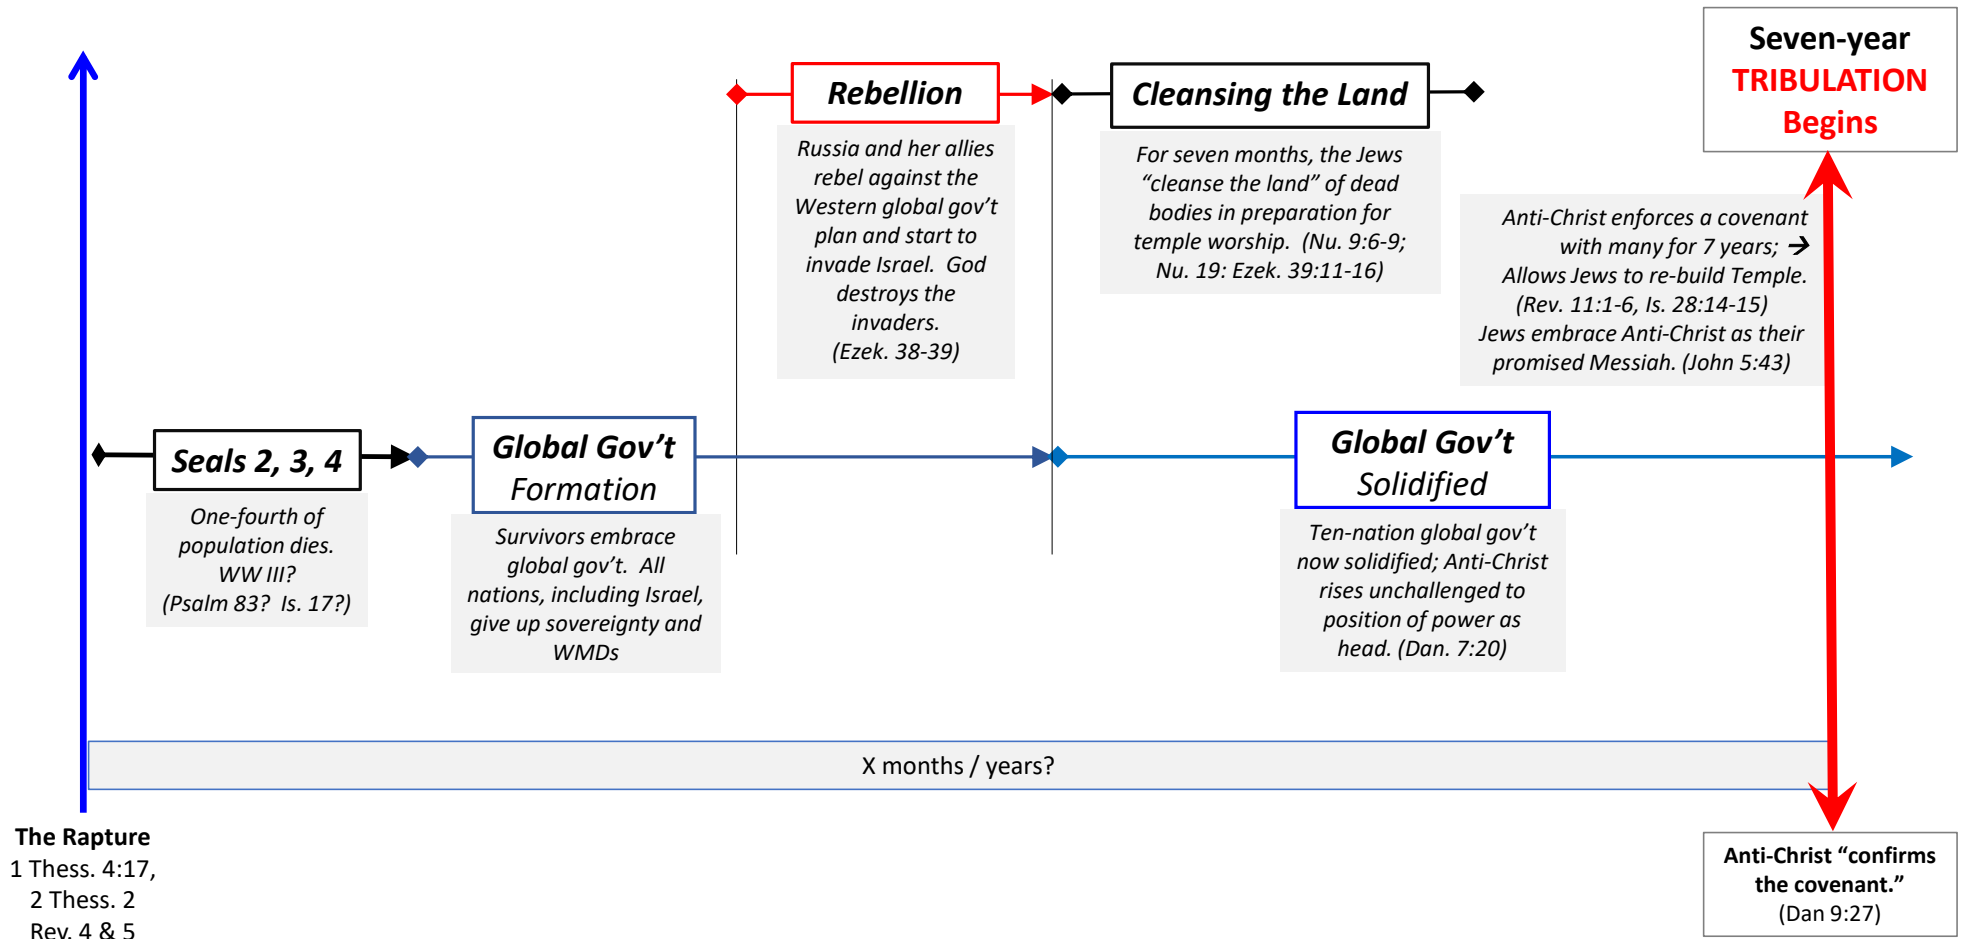 Seven-year
TRIBULATION
Begins
Rebellion
Russia and her allies
rebel against the
Western global gov't
plan and start to
invade Israel.  God
destroys the
invaders.
(Ezek. 38-39)
Cleansing the Land
For seven months, the Jews
“cleanse the land” of dead
bodies in preparation for
temple worship.  (Nu. 9:6-9;
Nu. 19: Ezek. 39:11-16)
Anti-Christ enforces a covenant
with many for 7 years; →
Allows Jews to re-build Temple.
(Rev. 11:1-6, Is. 28:14-15)
Jews embrace Anti-Christ as their
promised Messiah. (John 5:43)
Seals 2, 3, 4
One-fourth of
population dies.
WW III?
(Psalm 83?  Is. 17?)
Global Gov't
Formation
Survivors embrace
global gov't.  All
nations, including Israel,
give up sovereignty and
WMDs
Global Gov't
Solidified
Ten-nation global gov't
now solidified; Anti-Christ
rises unchallenged to
position of power as
head. (Dan. 7:20)
X months / years?
The Rapture
1 Thess. 4:17,
2 Thess. 2
Rev. 4 & 5
Anti-Christ “confirms
the covenant.”
(Dan 9:27)